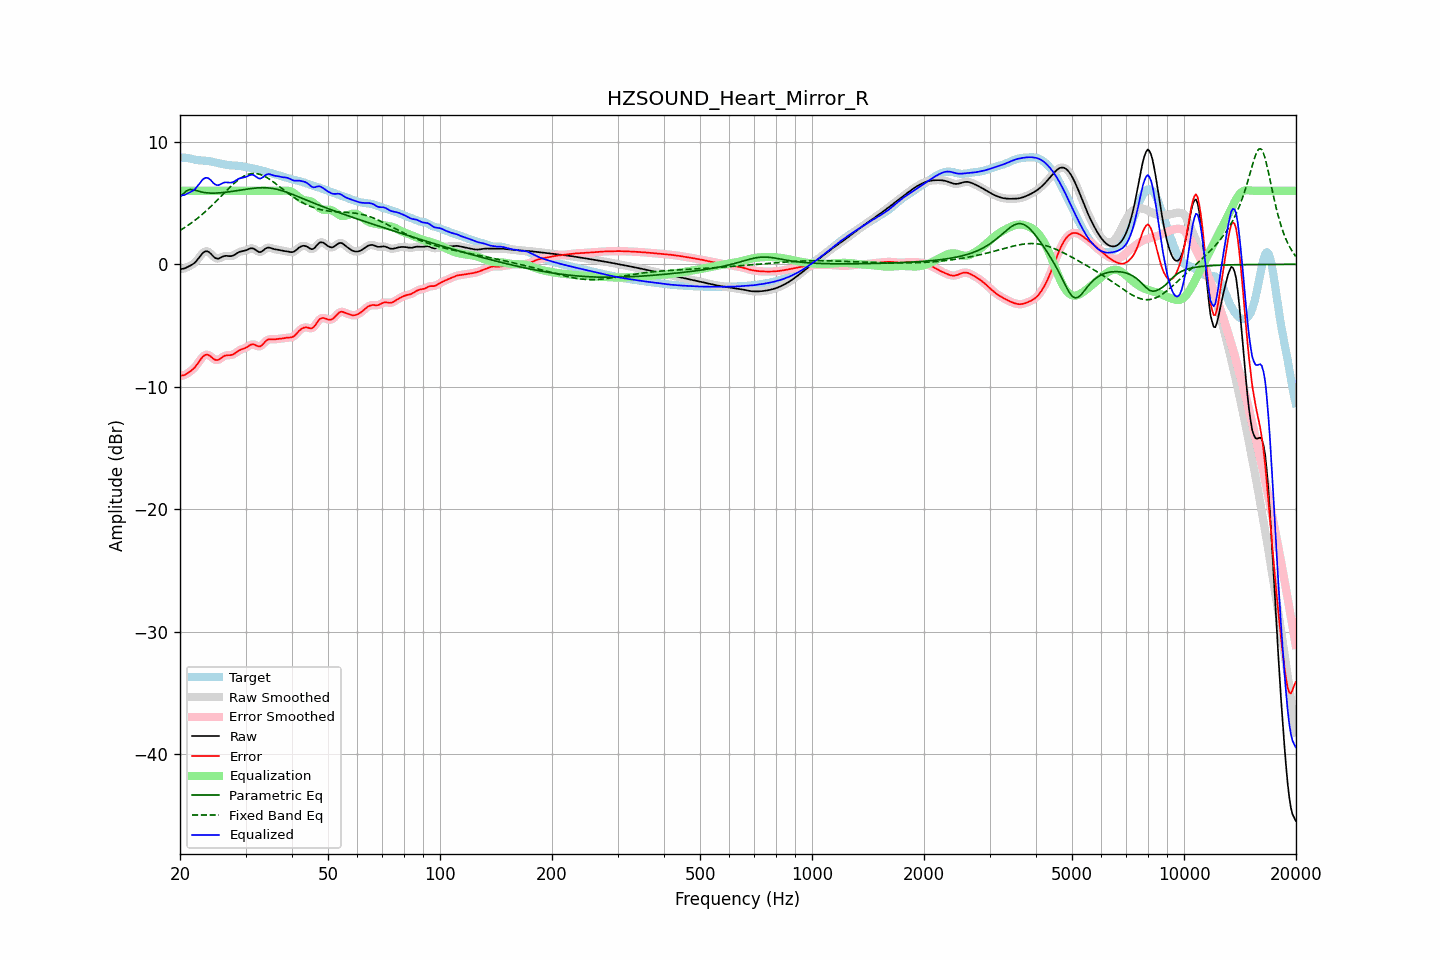 HZSOUND_Heart_Mirror_R
10
0
−10
−20
−30
−40
Amplitude (dBr)
Target
Raw Smoothed
Error Smoothed
Raw
Error
Equalization
Parametric Eq
Fixed Band Eq
Equalized
20
50
100
200
500
1000
2000
5000
10000
20000
Frequency (Hz)